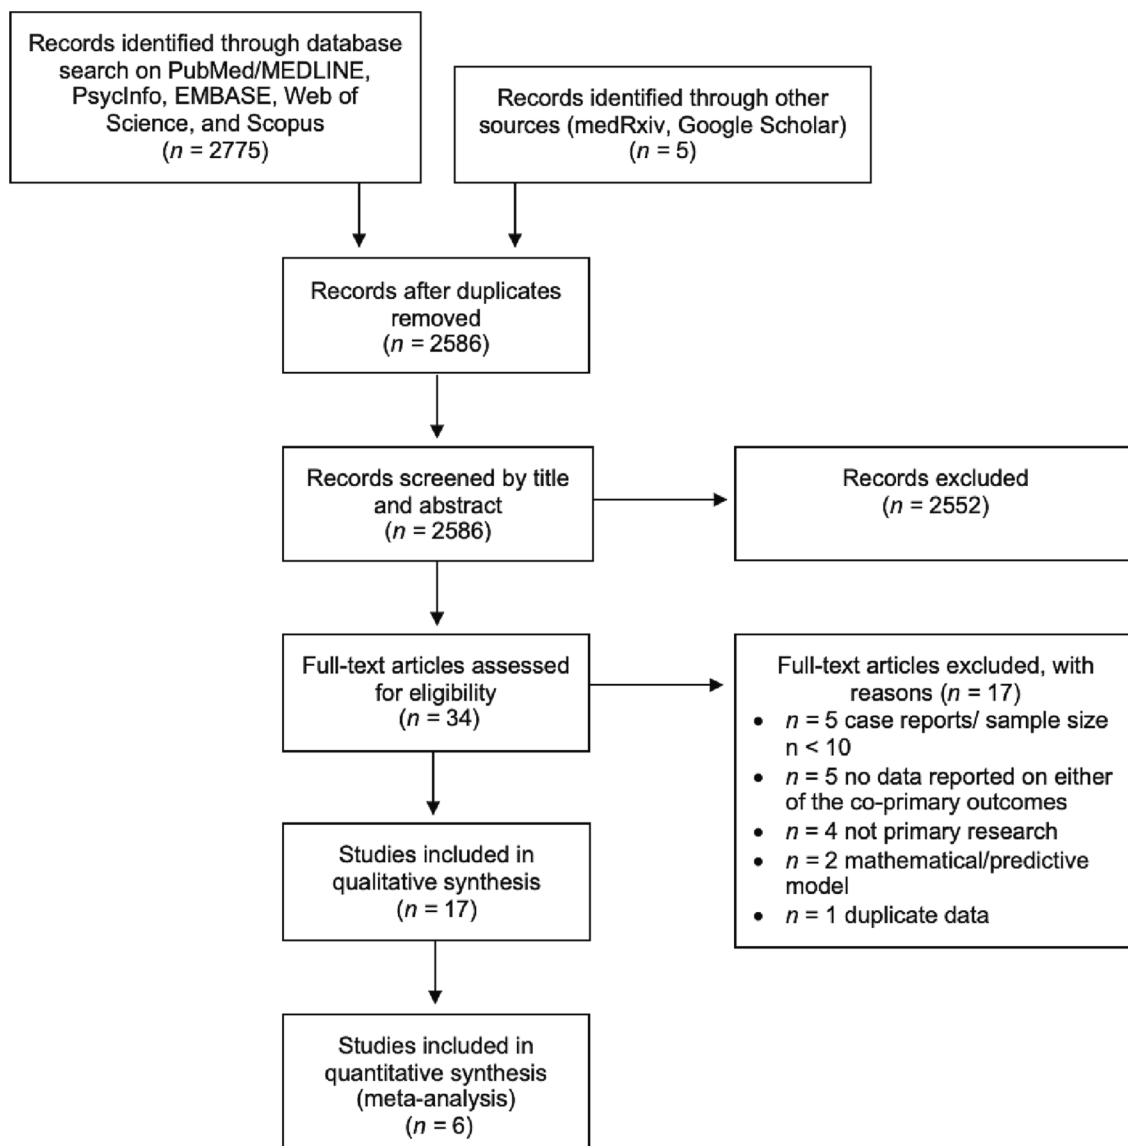 Records identified through database
search on PubMed/MEDLINE,
PsycInfo, EMBASE, Web of
Science, and Scopus
(n = 2775)
Records identified through other
sources (medRxiv, Google Scholar)
(n = 5)
Records after duplicates
removed
(n = 2586)
Records screened by title
and abstract
(n = 2586)
Records excluded
(n = 2552)
Full-text articles assessed
for eligibility
(n = 34)
Full-text articles excluded, with
reasons (n = 17)
• n = 5 case reports/ sample size
n < 10
• n = 5 no data reported on either
of the co-primary outcomes
• n = 4 not primary research
• n = 2 mathematical/predictive
model
• n = 1 duplicate data
Studies included in
qualitative synthesis
(n = 17)
Studies included in
quantitative synthesis
(meta-analysis)
(n = 6)